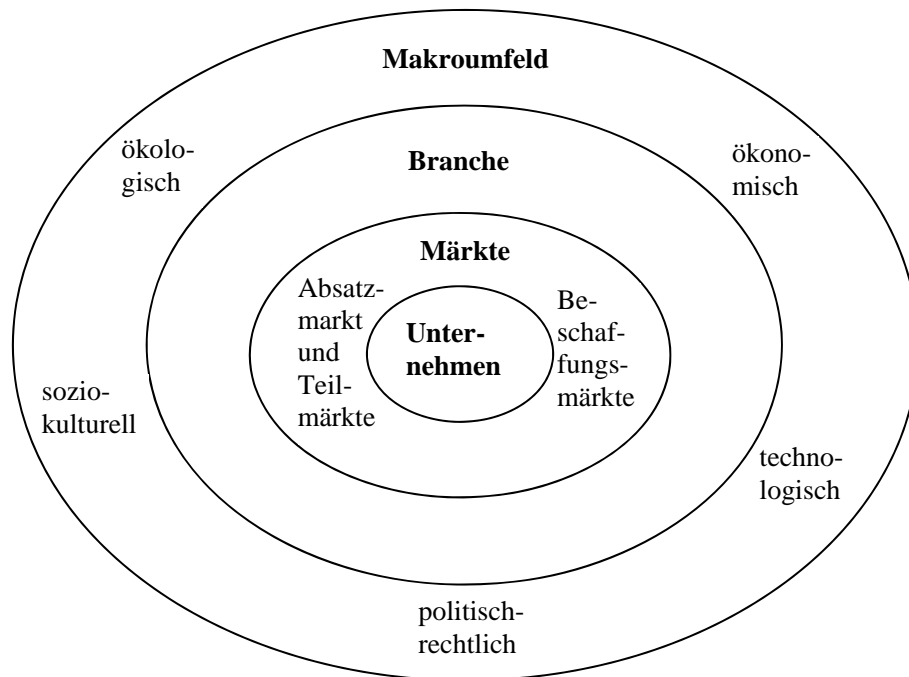 Makroumfeld
ökolo-
gisch
ökono-
misch
Branche
Märkte
Absatz-
markt
und
Teil-
märkte
Unter-
nehmen
Be-
schaf-
fungs-
märkte
sozio-
kulturell
techno-
logisch
politisch-
rechtlich